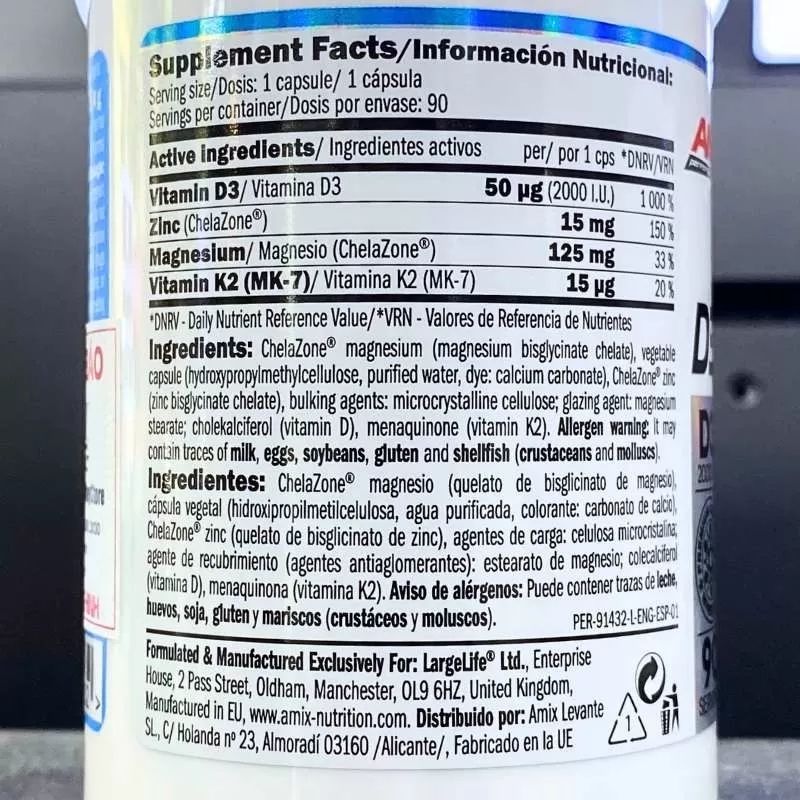 Supplement Facts/Información Nutricional:
Serving size/Dosis: 1 capsule/ 1 cápsula
Servings per container/Dosis por envase: 90
Active ingredients/ Ingredientes activos per/ por 1 cps *DNRV/VRN
Vitamin D3/ Vitamina D3 50 µg (2000 I.U.) 1 000 %
Zinc (ChelaZone®) 15 mg 150 %
Magnesium/ Magnesio (ChelaZone®) 125 mg 33 %
Vitamin K2 (MK-7)/ Vitamina K2 (MK-7) 15 µg 20 %
*DNRV - Daily Nutrient Reference Value/*VRN - Valores de Referencia de Nutrientes
Ingredients: ChelaZone® magnesium (magnesium bisglycinate chelate), vegetable
capsule (hydroxypropylmethylcellulose, purified water, dye: calcium carbonate), ChelaZone® zinc
(zinc bisglycinate chelate), bulking agents: microcrystalline cellulose; glazing agent: magnesium
stearate; cholekalciferol (vitamin D), menaquinone (vitamin K2). Allergen warning: It may
contain traces of milk, eggs, soybeans, gluten and shellfish (crustaceans and molluscs).
Ingredientes: ChelaZone® magnesio (quelato de bisglicinato de magnesio),
cápsula vegetal (hidroxipropilmetilcelulosa, agua purificada, colorante: carbonato de calcio),
ChelaZone® zinc (quelato de bisglicinato de zinc), agentes de carga: celulosa microcristalina;
agente de recubrimiento (agentes antiaglomerantes): estearato de magnesio; colecalciferol
(vitamina D), menaquinona (vitamina K2). Aviso de alérgenos: Puede contener trazas de leche,
huevos, soja, gluten y mariscos (crustáceos y moluscos). PER-91432-L-ENG-ESP-01
Formulated & Manufactured Exclusively For: LargeLife® Ltd., Enterprise
House, 2 Pass Street, Oldham, Manchester, OL9 6HZ, United Kingdom,
Manufactured in EU, www.amix-nutrition.com. Distribuido por: Amix Levante
SL, C/ Holanda nº 23, Almoradí 03160 /Alicante/, Fabricado en la UE
1